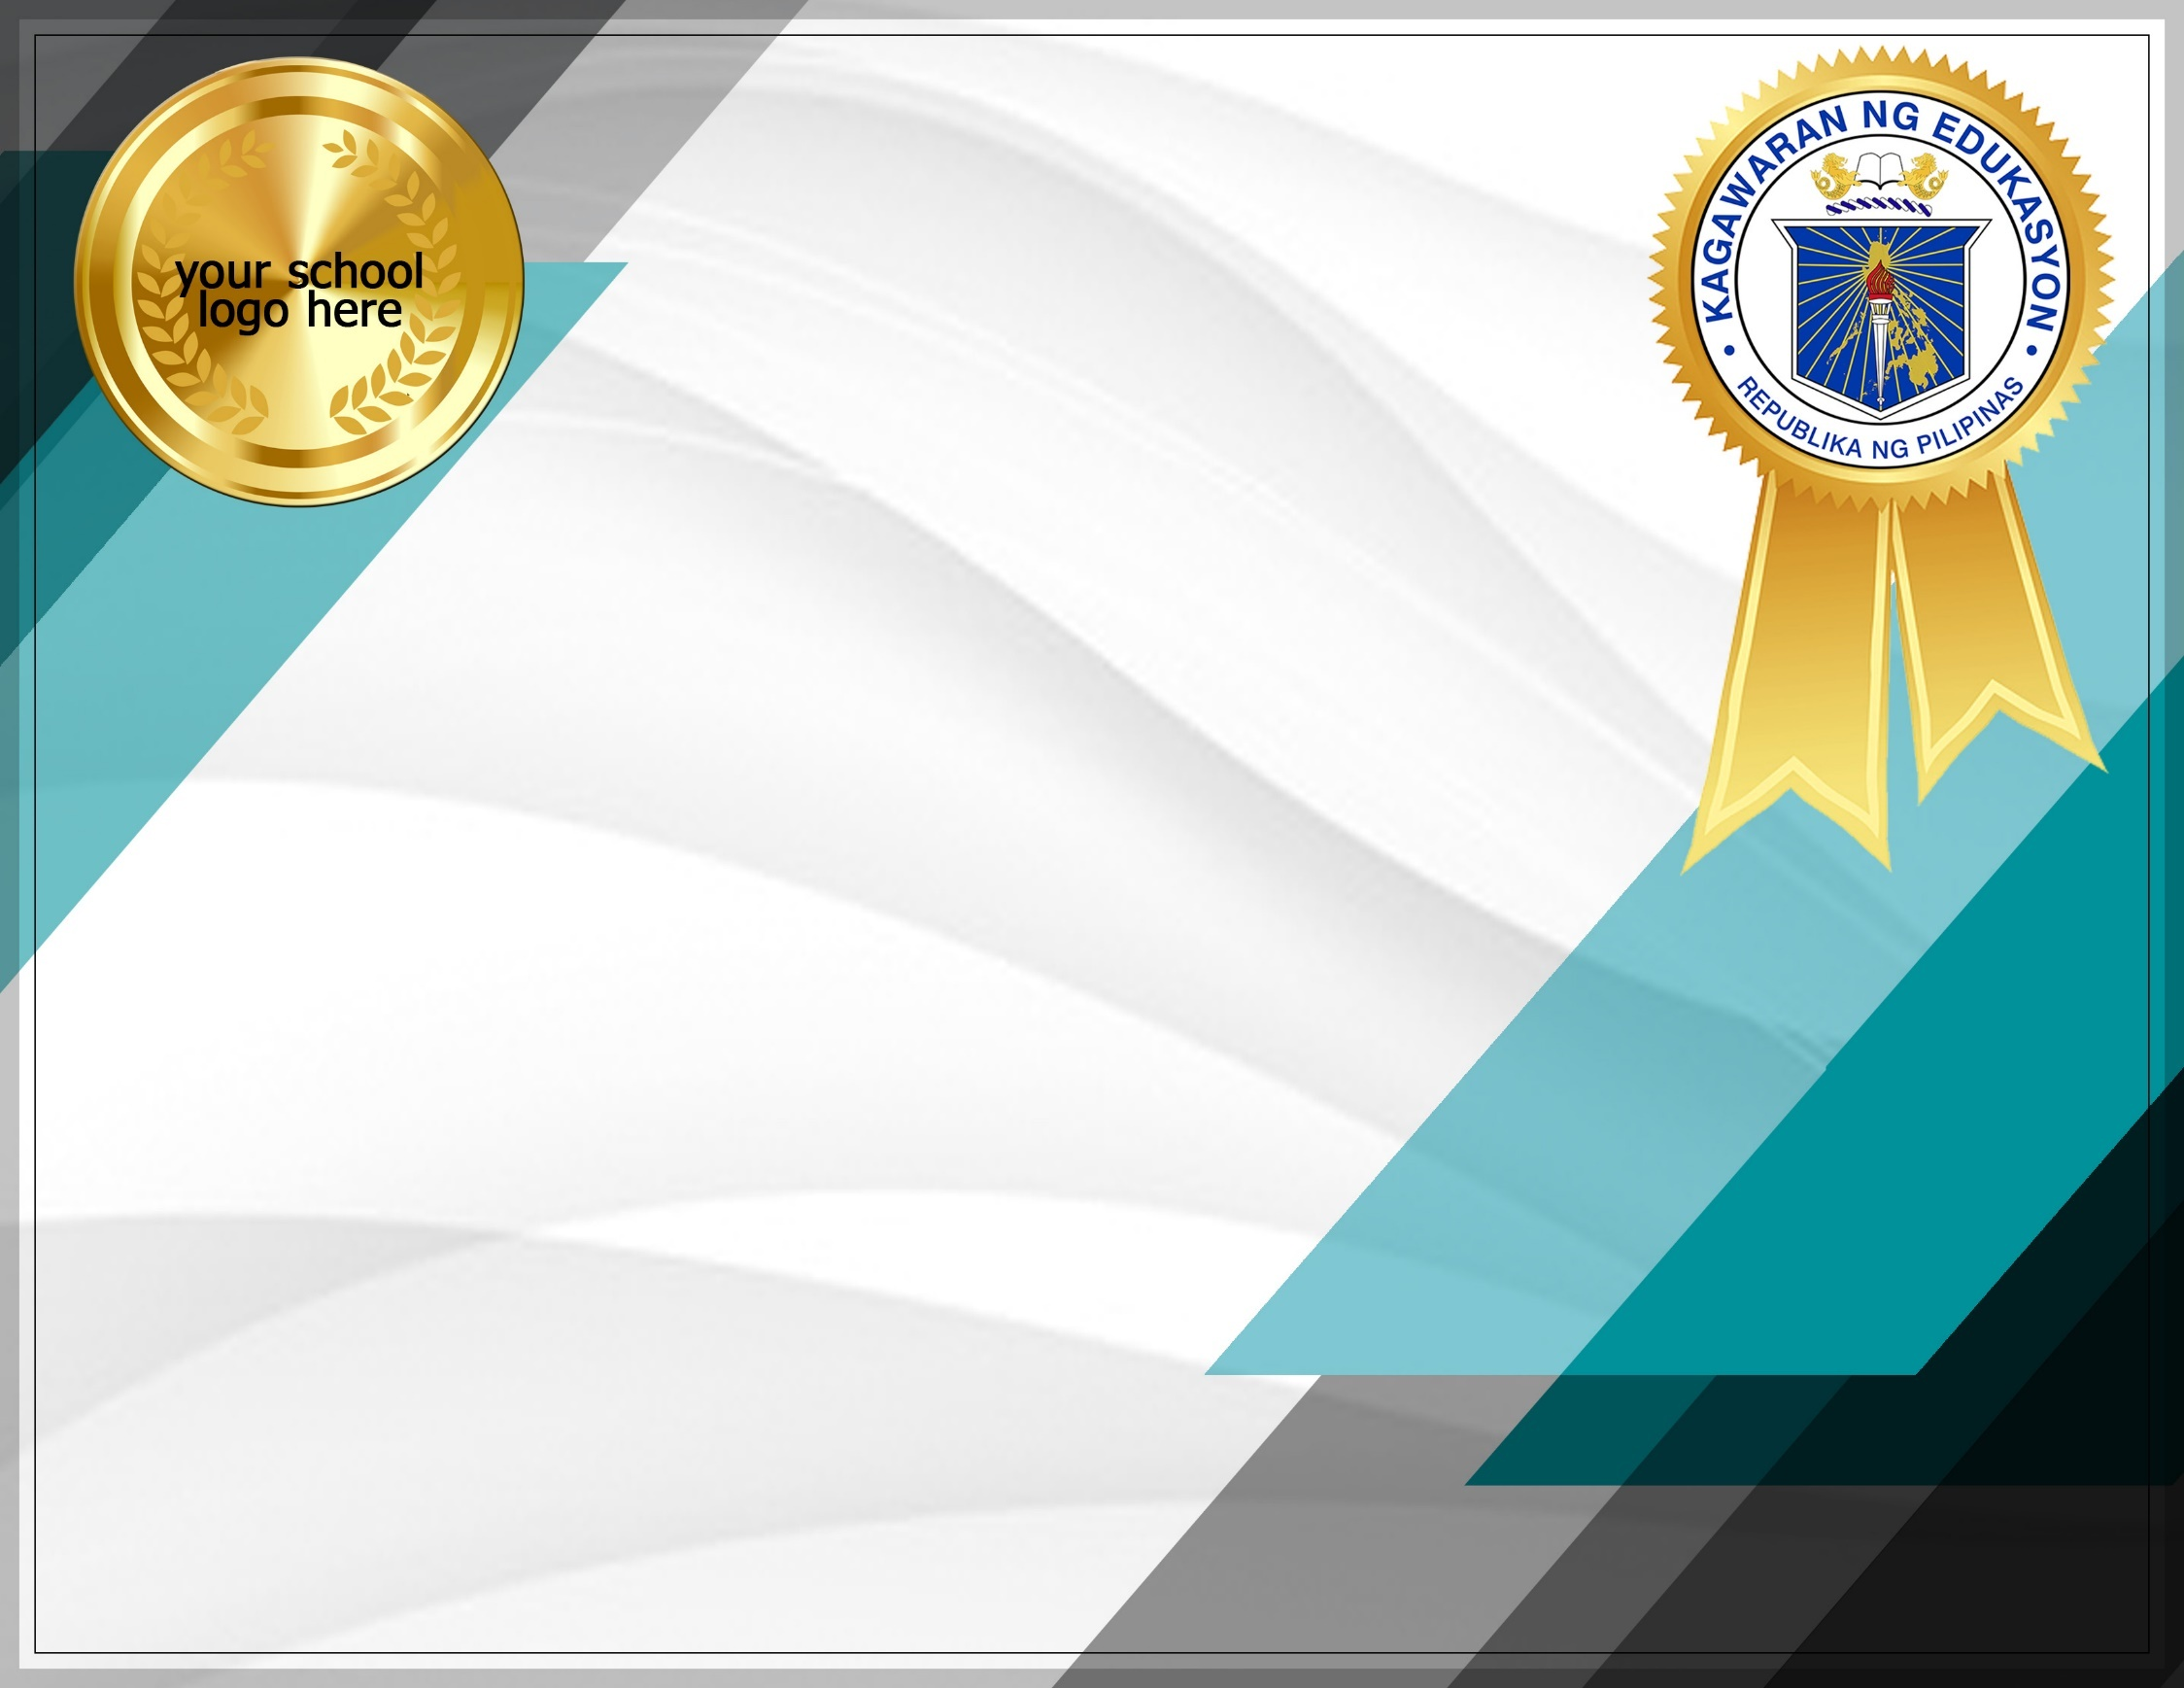 your school
logo here
KAGAWARAN NG EDUKASYON
REPUBLIKA NG PILIPINAS